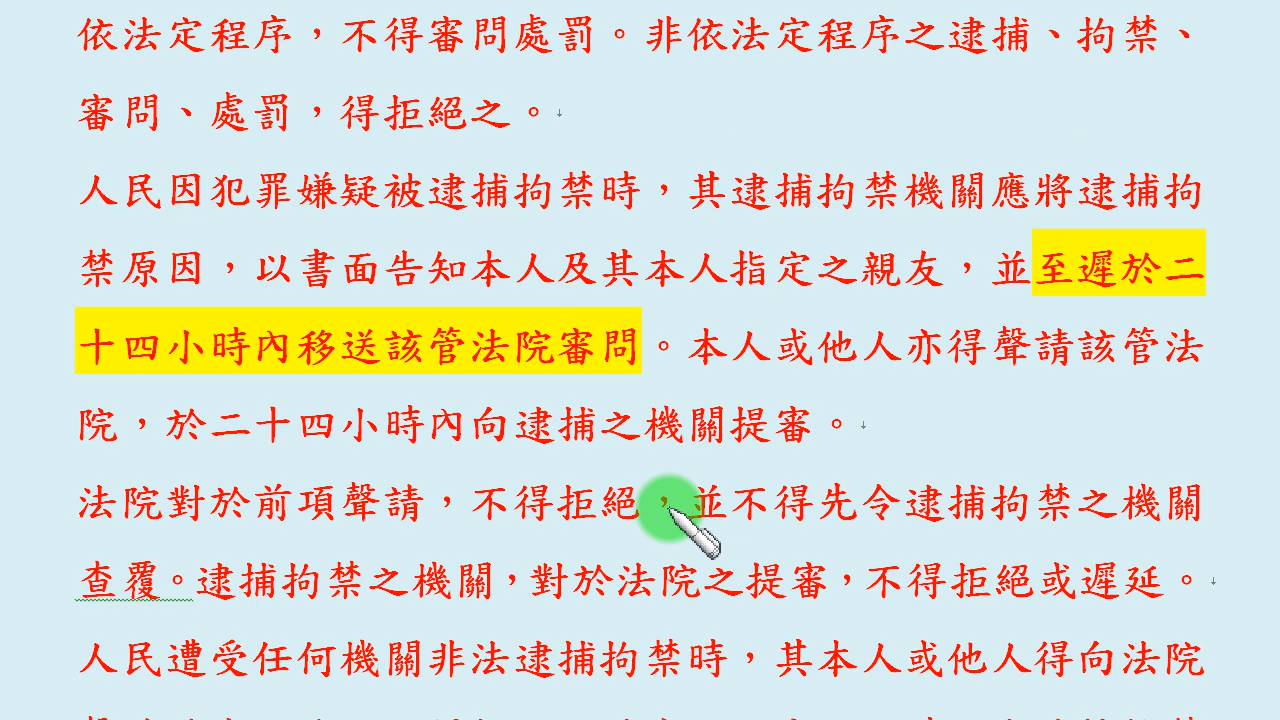 依法定程序，不得審問處罰。非依法定程序之逮捕、拘禁、
審問、處罰，得拒絕之。
人民因犯罪嫌疑被逮捕拘禁時，其逮捕拘禁機關應將逮捕拘
禁原因，以書面告知本人及其本人指定之親友，並至遲於二
十四小時內移送該管法院審問。本人或他人亦得聲請該管法
院，於二十四小時內向逮捕之機關提審。
法院對於前項聲請，不得拒絕，並不得先令逮捕拘禁之機關
查覆。逮捕拘禁之機關，對於法院之提審，不得拒絕或遲延。
人民遭受任何機關非法逮捕拘禁時，其本人或他人得向法院